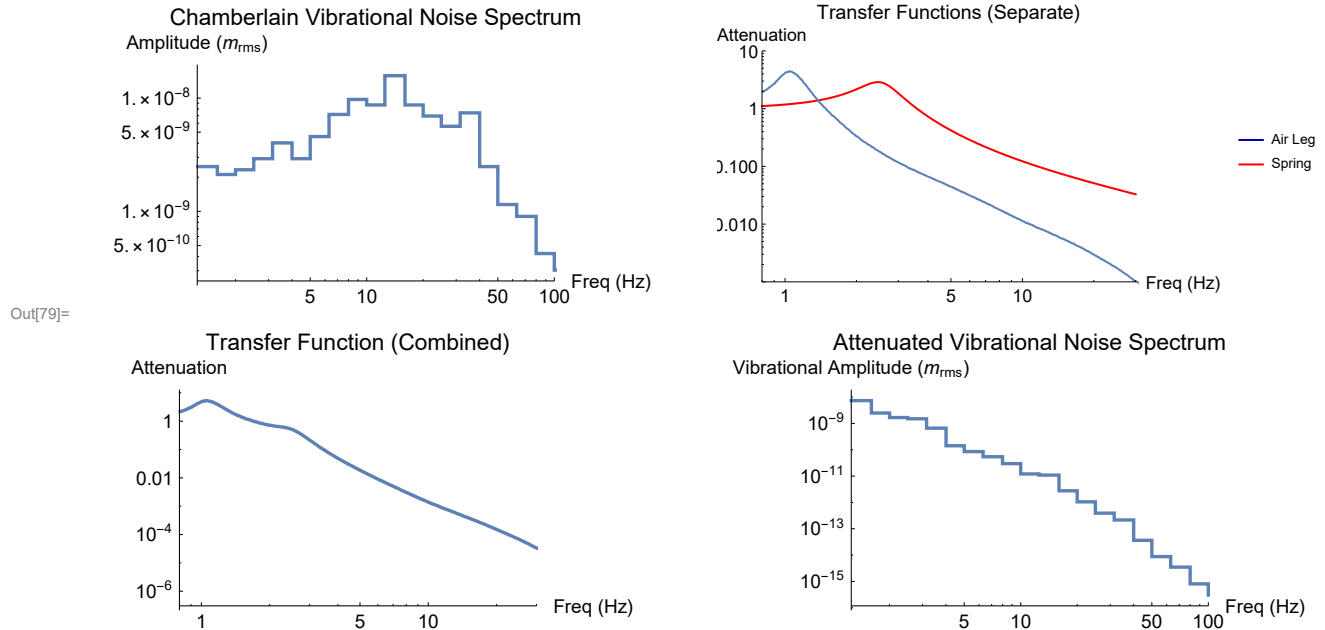 Chamberlain Vibrational Noise Spectrum
Amplitude (mrms)
1. × 10^-8
5. × 10^-9
1. × 10^-9
5. × 10^-10
5 10 50 100
Freq (Hz)
Transfer Functions (Separate)
Attenuation
10
1
0.100
0.010
1 5 10
Freq (Hz)
Air Leg
Spring
Out[79]=
Transfer Function (Combined)
Attenuation
1
0.01
10^-4
10^-6
1 5 10
Freq (Hz)
Attenuated Vibrational Noise Spectrum
Vibrational Amplitude (mrms)
10^-9
10^-11
10^-13
10^-15
5 10 50 100
Freq (Hz)